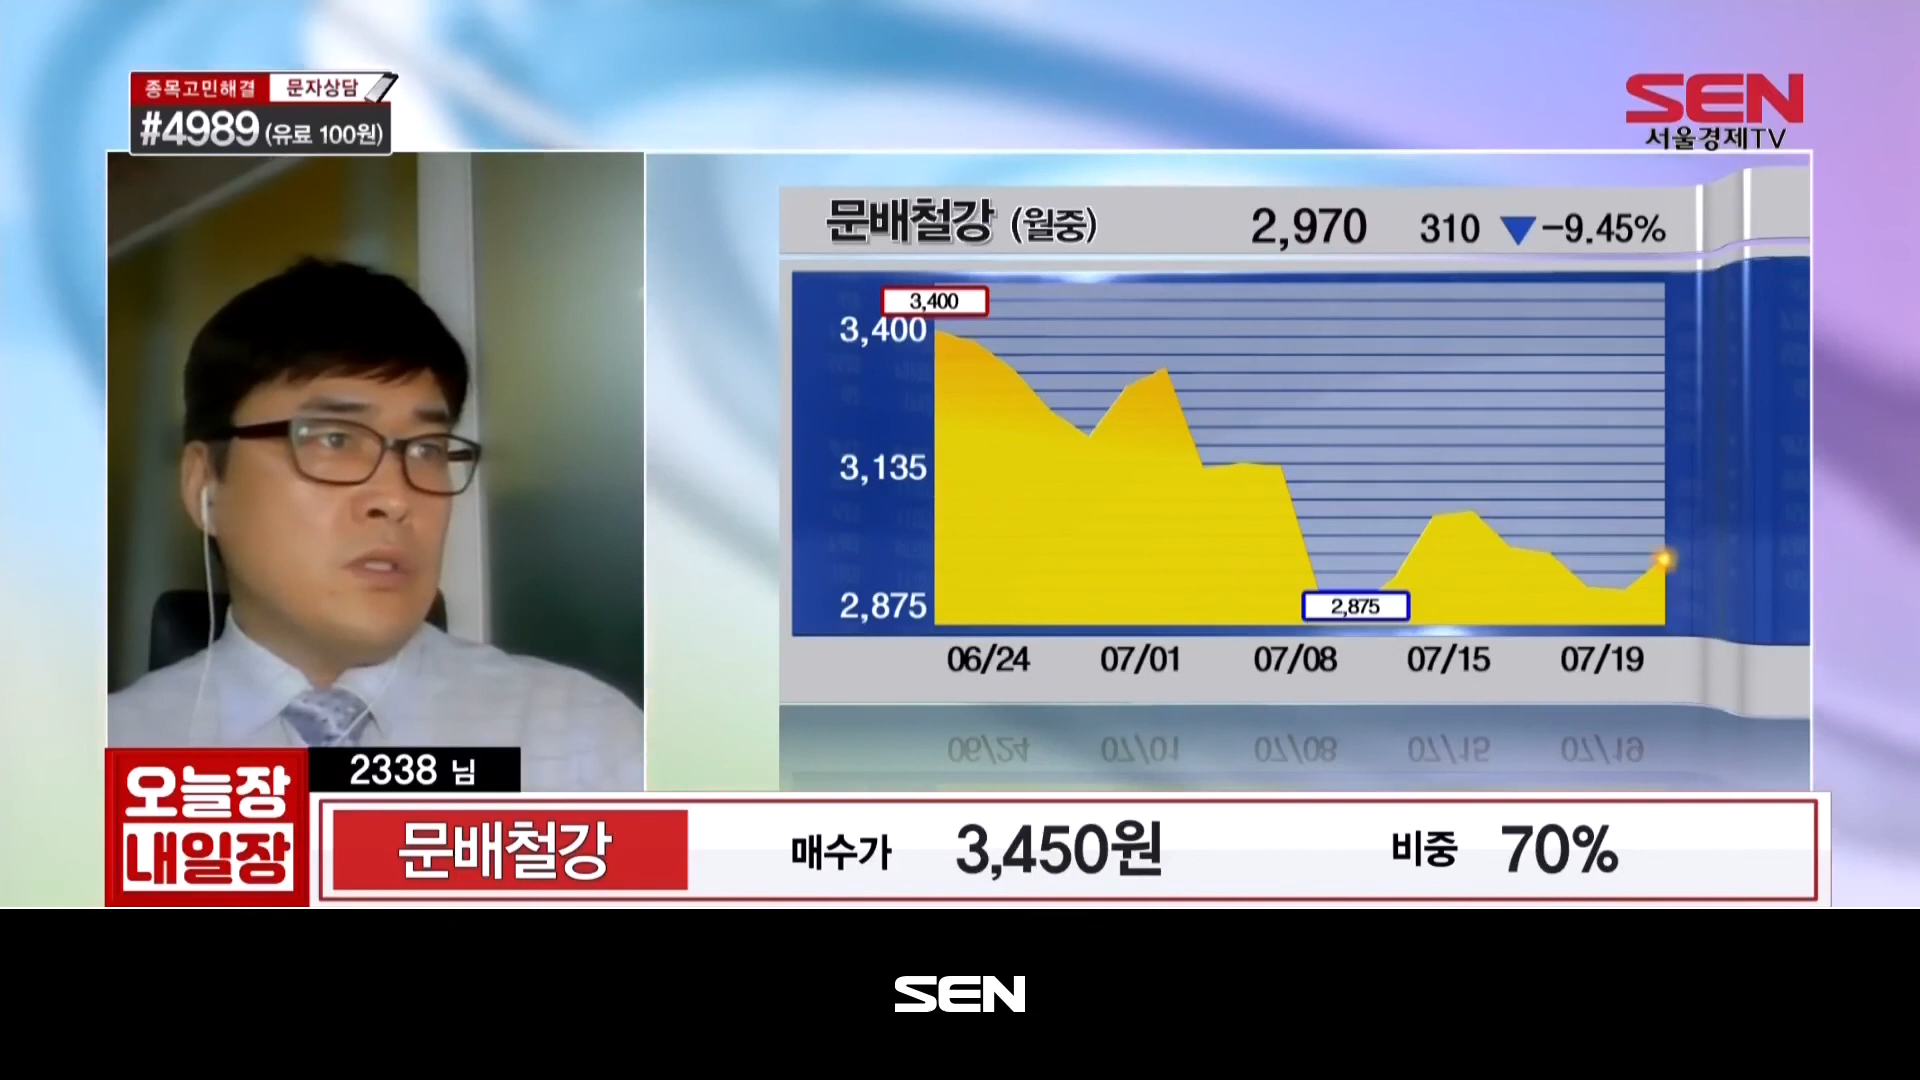 종목고민해결 문자상담
#4989 (유료 100원)
SEN
서울경제TV
문배철강 (월중) 2,970 310 ▼-9.45%
3,400
3,400
3,135
2,875
2,875
06/24 07/01 07/08 07/15 07/19
2338 님
오늘장
내일장
문배철강 매수가 3,450원 비중 70%
SEN